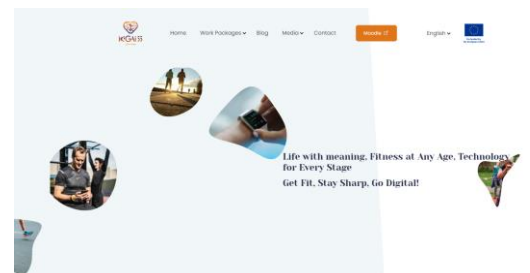 Home
Work Packages
Blog
Media
Contact
Moodle
English
Life with meaning, Fitness at Any Age, Technology
for Every Stage
Get Fit, Stay Sharp, Go Digital!